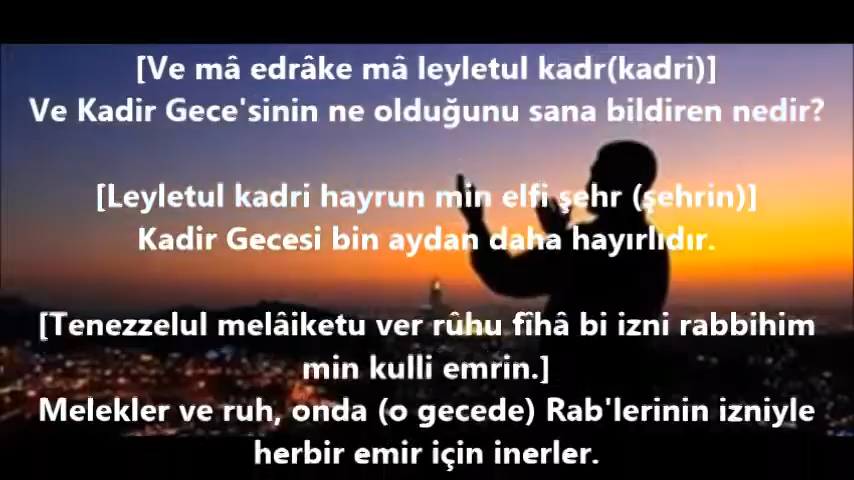 [Ve mâ edrâke mâ leyletul kadr(kadri)]
Ve Kadir Gece'sinin ne olduğunu sana bildiren nedir?
[Leyletul kadri hayrun min elfi şehr (şehrin)]
Kadir Gecesi bin aydan daha hayırlıdır.
[Tenezzelul melâiketu ver rûhu fîhâ bi izni rabbihim
min kulli emrin.]
Melekler ve ruh, onda (o gecede) Rab'lerinin izniyle
herbir emir için inerler.